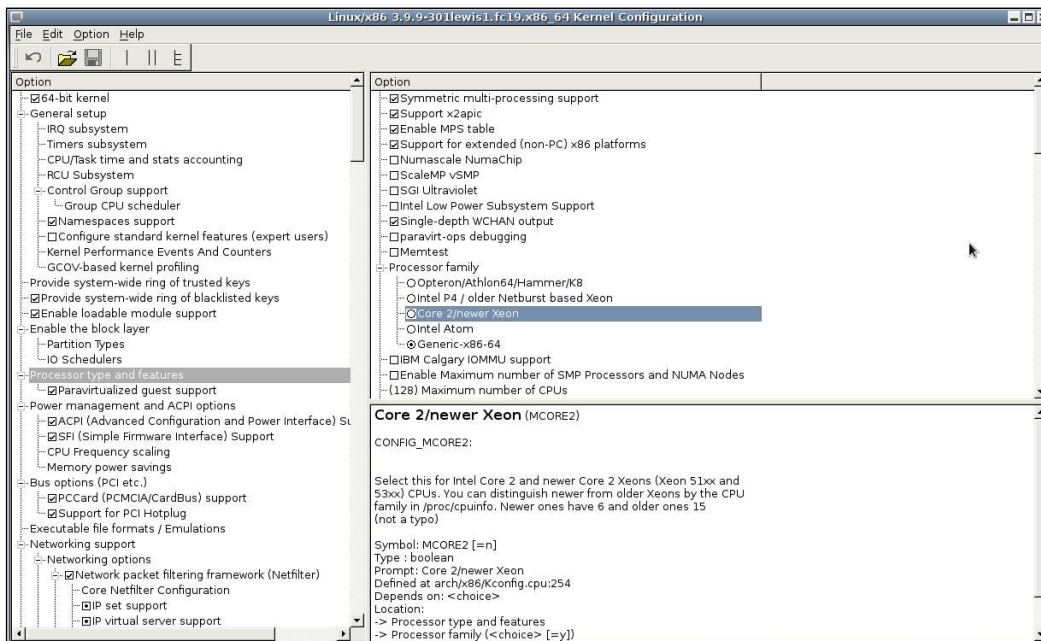 Linux/x86 3.9.9-301lewis1.fc19.x86_64 Kernel Configuration
File Edit Option Help
Option
64-bit kernel
General setup
IRQ subsystem
Timers subsystem
CPU/Task time and stats accounting
RCU Subsystem
Control Group support
Group CPU scheduler
Namespaces support
Configure standard kernel features (expert users)
Kernel Performance Events And Counters
GCOV-based kernel profiling
Provide system-wide ring of trusted keys
Provide system-wide ring of blacklisted keys
Enable loadable module support
Enable the block layer
Partition Types
IO Schedulers
Processor type and features
Paravirtualized guest support
Power management and ACPI options
ACPI (Advanced Configuration and Power Interface) Su
SFI (Simple Firmware Interface) Support
CPU Frequency scaling
Memory power savings
Bus options (PCI etc.)
PCCard (PCMCIA/CardBus) support
Support for PCI Hotplug
Executable file formats / Emulations
Networking support
Networking options
Network packet filtering framework (Netfilter)
Core Netfilter Configuration
IP set support
IP virtual server support
Option
Symmetric multi-processing support
Support x2apic
Enable MPS table
Support for extended (non-PC) x86 platforms
Numascale NumaChip
ScaleMP vSMP
SGI Ultraviolet
Intel Low Power Subsystem Support
Single-depth WCHAN output
paravirt-ops debugging
Memtest
Processor family
Opteron/Athlon64/Hammer/K8
Intel P4 / older Netburst based Xeon
Core 2/newer Xeon
Intel Atom
Generic-x86-64
IBM Calgary IOMMU support
Enable Maximum number of SMP Processors and NUMA Nodes
(128) Maximum number of CPUs
Core 2/newer Xeon (MCORE2)
CONFIG_MCORE2:
Select this for Intel Core 2 and newer Core 2 Xeons (Xeon 51xx and
53xx) CPUs. You can distinguish newer from older Xeons by the CPU
family in /proc/cpuinfo. Newer ones have 6 and older ones 15
(not a typo)
Symbol: MCORE2 [=n]
Type : boolean
Prompt: Core 2/newer Xeon
Defined at arch/x86/Kconfig.cpu:254
Depends on: <choice>
Location:
-> Processor type and features
-> Processor family (<choice> [=y])